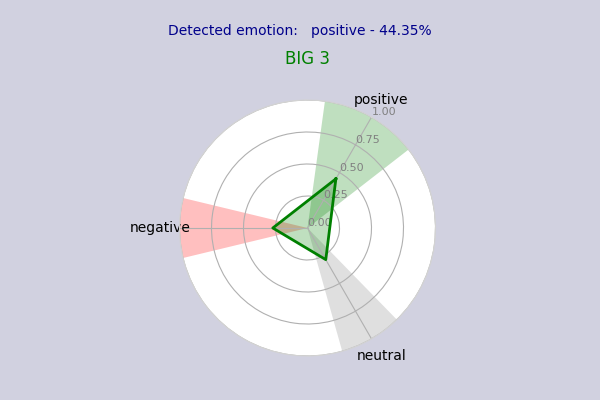 Detected emotion:   positive - 44.35%
BIG 3
positive
1.00
0.75
0.50
0.25
0.00
negative
neutral